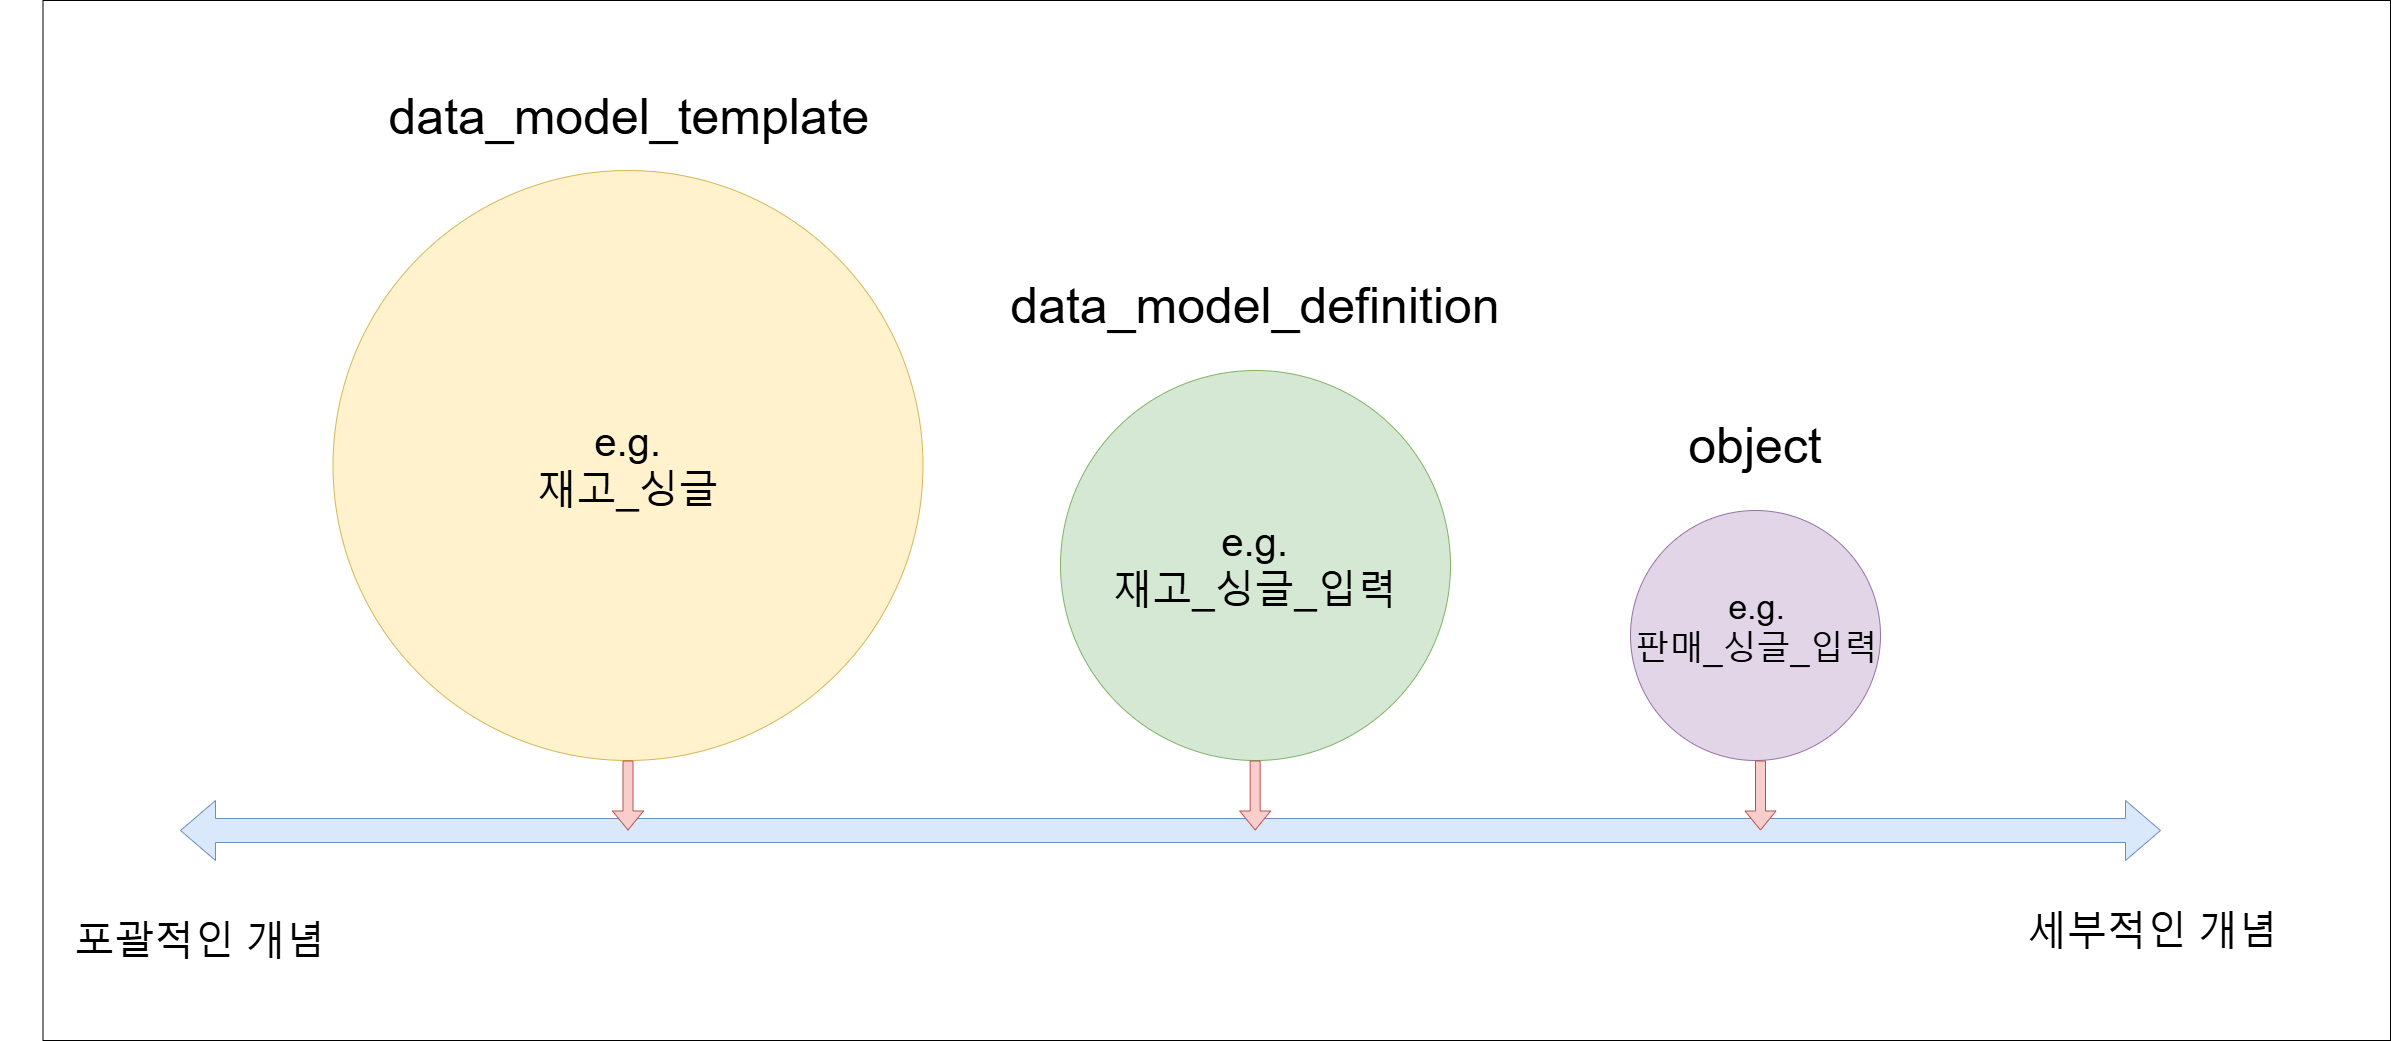 data_model_template
e.g.
재고_싱글
data_model_definition
e.g.
재고_싱글_입력
object
e.g.
판매_싱글_입력
포괄적인 개념
세부적인 개념